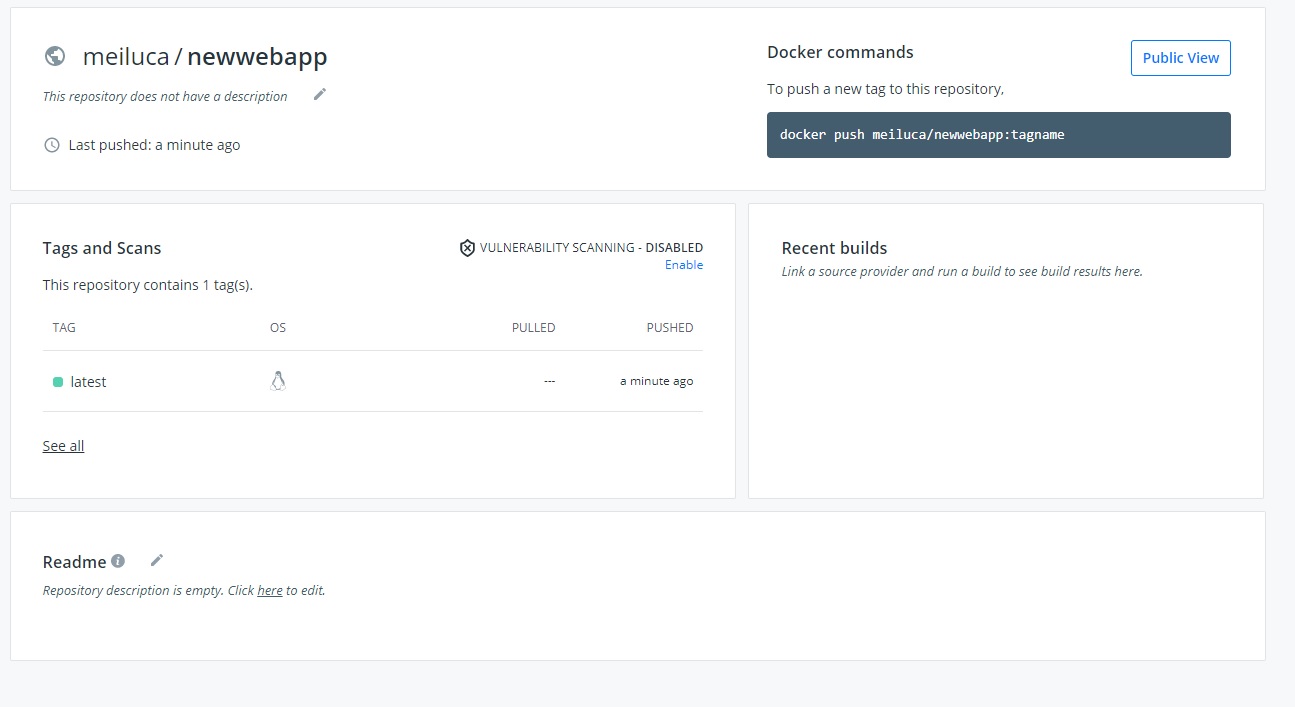 meiluca / newwebapp
This repository does not have a description
Last pushed: a minute ago
Docker commands
Public View
To push a new tag to this repository,
docker push meiluca/newwebapp:tagname
Tags and Scans
VULNERABILITY SCANNING - DISABLED
Enable
This repository contains 1 tag(s).
TAG OS PULLED PUSHED
latest --- a minute ago
See all
Recent builds
Link a source provider and run a build to see build results here.
Readme
Repository description is empty. Click here to edit.